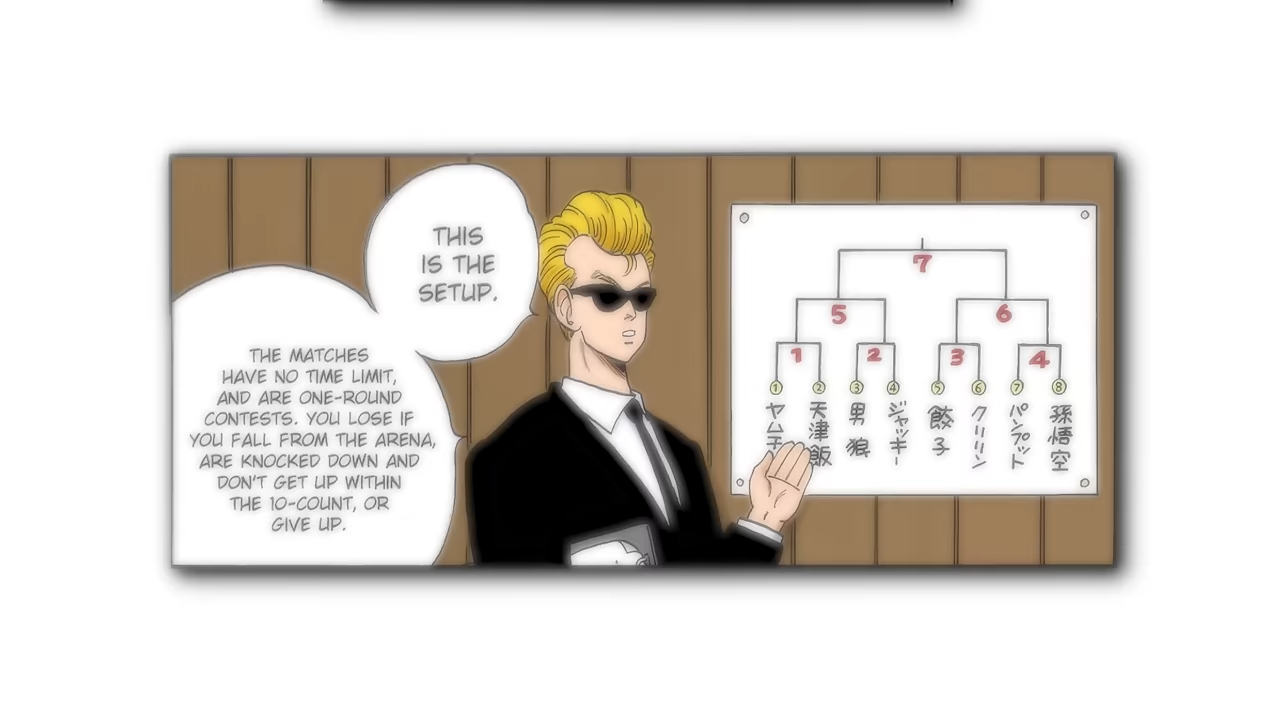 THIS
IS THE
SETUP.
THE MATCHES
HAVE NO TIME LIMIT,
AND ARE ONE-ROUND
CONTESTS. YOU LOSE IF
YOU FALL FROM THE ARENA,
ARE KNOCKED DOWN AND
DON'T GET UP WITHIN
THE 10-COUNT, OR
GIVE UP.
7
5
6
1
2
3
4
①
②
③
④
⑤
⑥
⑦
⑧
ヤムチ
天津飯
男狼
ジャッキー
餃子
クリリン
パンプット
孫悟空